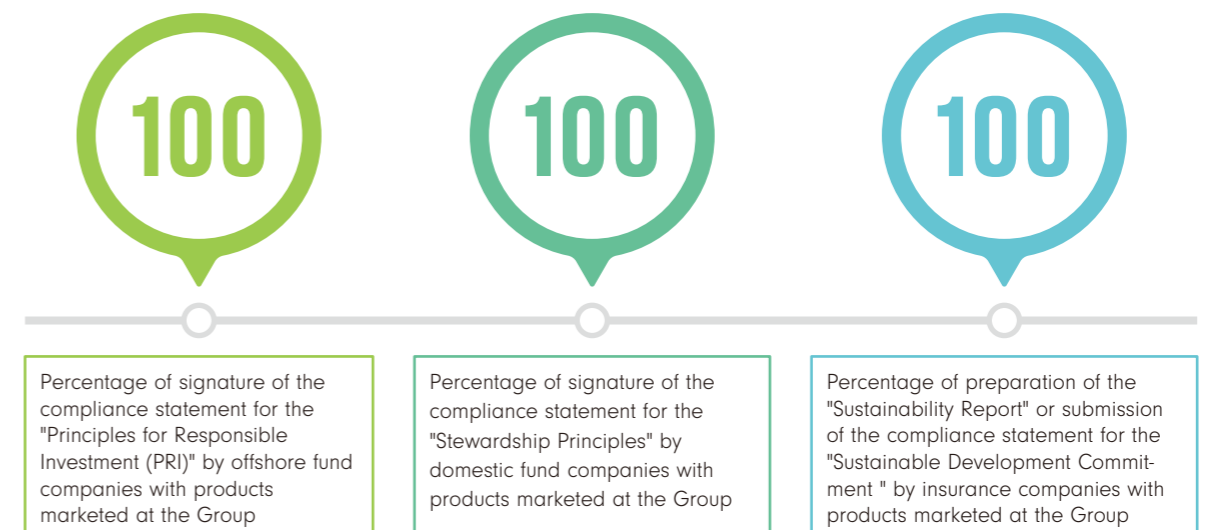 100
100
100
Percentage of signature of the
compliance statement for the
"Principles for Responsible
Investment (PRI)" by offshore fund
companies with products
marketed at the Group
Percentage of signature of the
compliance statement for the
"Stewardship Principles" by
domestic fund companies with
products marketed at the Group
Percentage of preparation of the
"Sustainability Report" or submission
of the compliance statement for the
"Sustainable Development Commit-
ment " by insurance companies with
products marketed at the Group